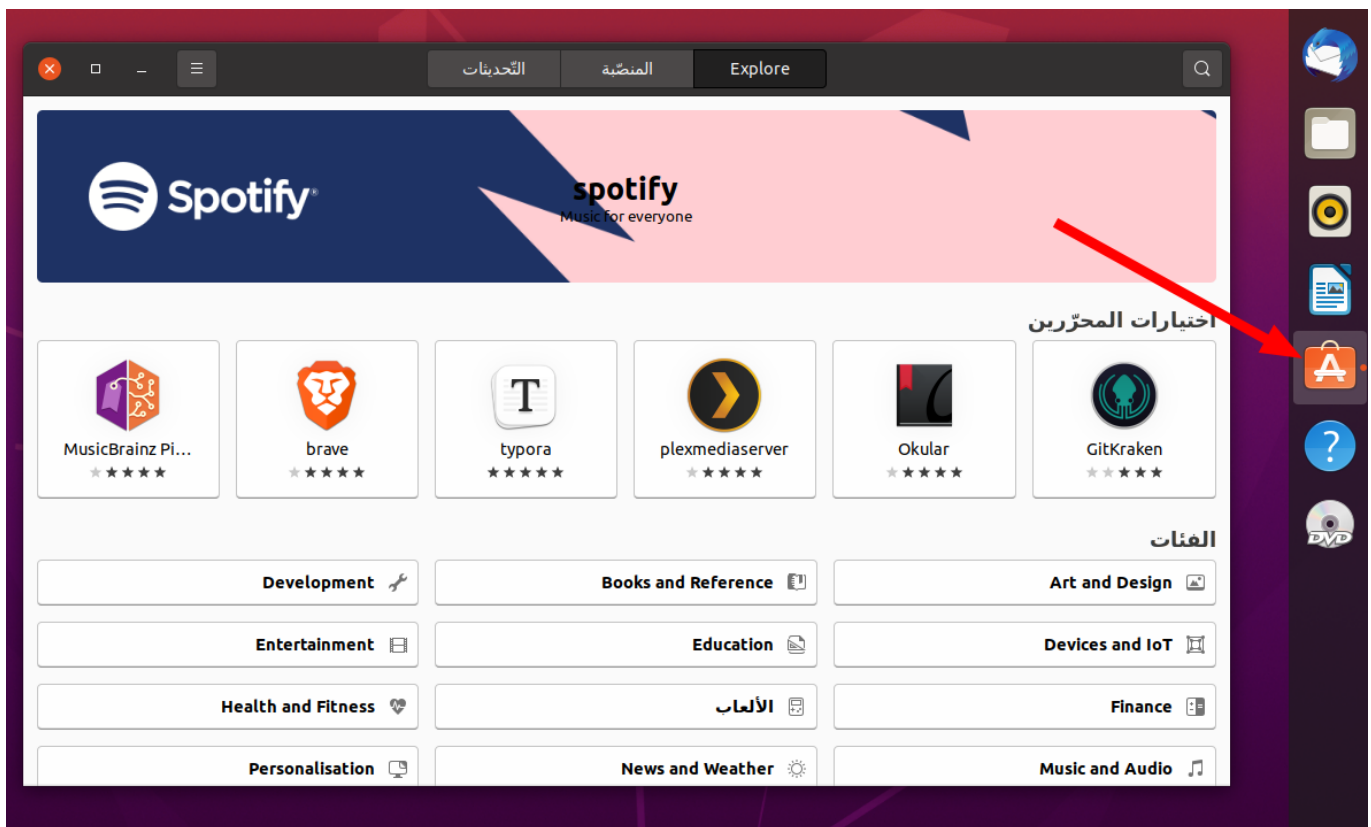 Explore
المنصّبة
التّحديثات
Spotify
spotify
Music for everyone
اختيارات المحرّرين
GitKraken
Okular
plexmediaserver
T
typora
brave
MusicBrainz Pi...
الفئات
Art and Design
Books and Reference
Development
Devices and IoT
Education
Entertainment
Finance
الألعاب
Health and Fitness
Music and Audio
News and Weather
Personalisation
A
?
DVD